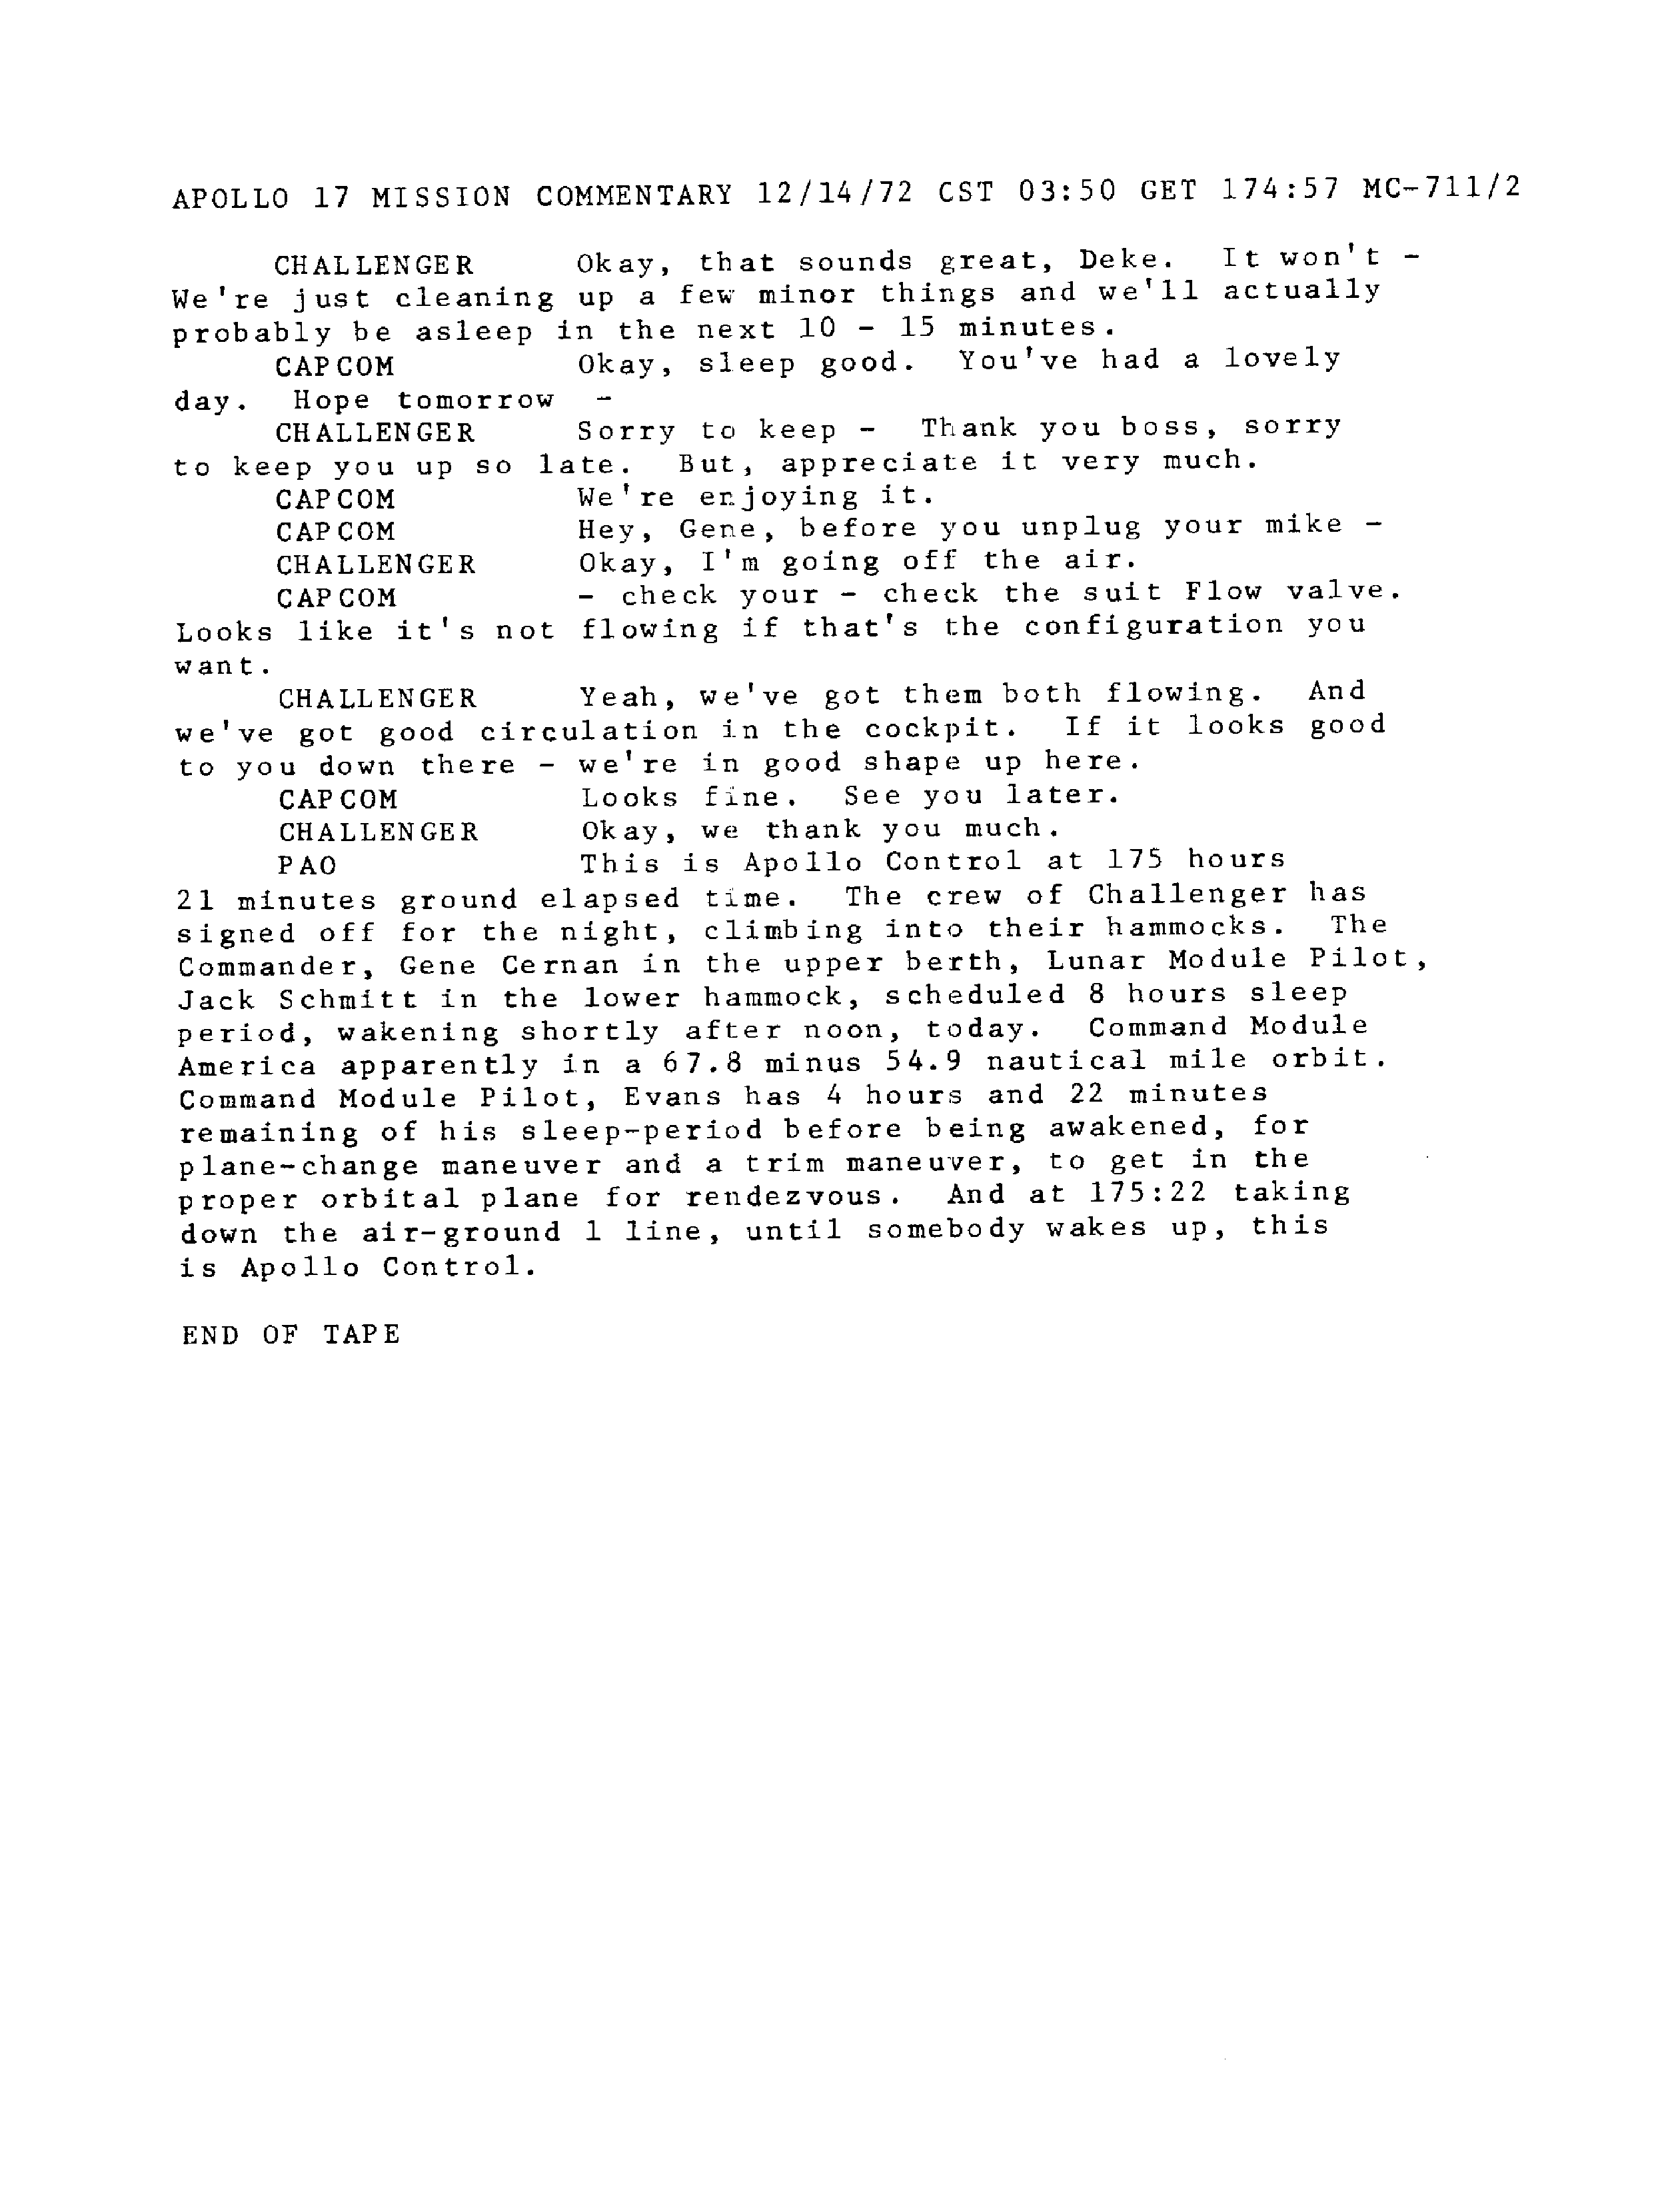 APOLLO 17 MISSION COMMENTARY 12/14/72 CST 03:50 GET 174:57 MC-711/2
CHALLENGER Okay, that sounds great, Deke. It won't -
We're just cleaning up a few minor things and we'll actually
probably be asleep in the next 10 - 15 minutes.
CAPCOM Okay, sleep good. You've had a lovely
day. Hope tomorrow -
CHALLENGER Sorry to keep - Thank you boss, sorry
to keep you up so late. But, appreciate it very much.
CAPCOM We're enjoying it.
CAPCOM Hey, Gene, before you unplug your mike -
CHALLENGER Okay, I'm going off the air.
CAPCOM - check your - check the suit Flow valve.
Looks like it's not flowing if that's the configuration you
want.
CHALLENGER Yeah, we've got them both flowing. And
we've got good circulation in the cockpit. If it looks good
to you down there - we're in good shape up here.
CAPCOM Looks fine. See you later.
CHALLENGER Okay, we thank you much.
PAO This is Apollo Control at 175 hours
21 minutes ground elapsed time. The crew of Challenger has
signed off for the night, climbing into their hammocks. The
Commander, Gene Cernan in the upper berth, Lunar Module Pilot,
Jack Schmitt in the lower hammock, scheduled 8 hours sleep
period, wakening shortly after noon, today. Command Module
America apparently in a 67.8 minus 54.9 nautical mile orbit.
Command Module Pilot, Evans has 4 hours and 22 minutes
remaining of his sleep-period before being awakened, for
plane-change maneuver and a trim maneuver, to get in the
proper orbital plane for rendezvous. And at 175:22 taking
down the air-ground 1 line, until somebody wakes up, this
is Apollo Control.
END OF TAPE